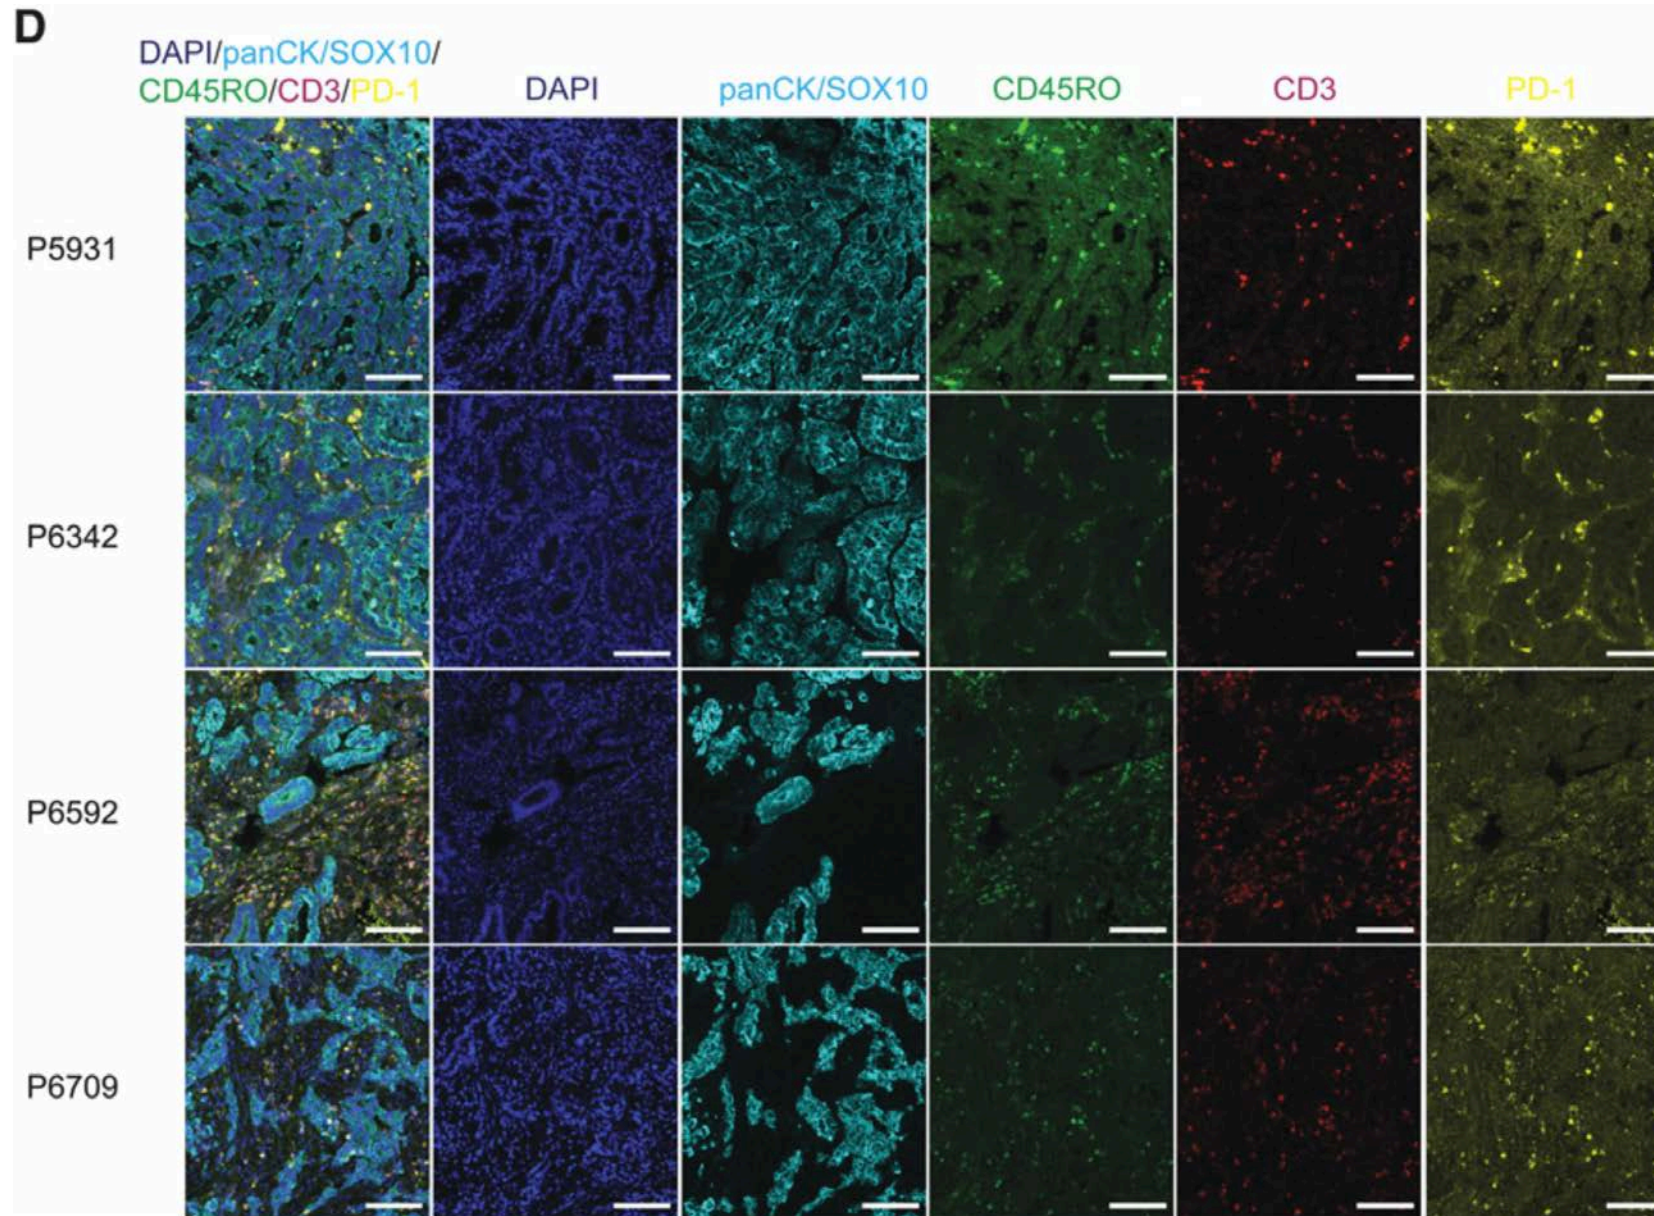 D
DAPI/panCK/SOX10/
CD45RO/CD3/PD-1
DAPI
panCK/SOX10
CD45RO
CD3
PD-1
P5931
P6342
P6592
P6709